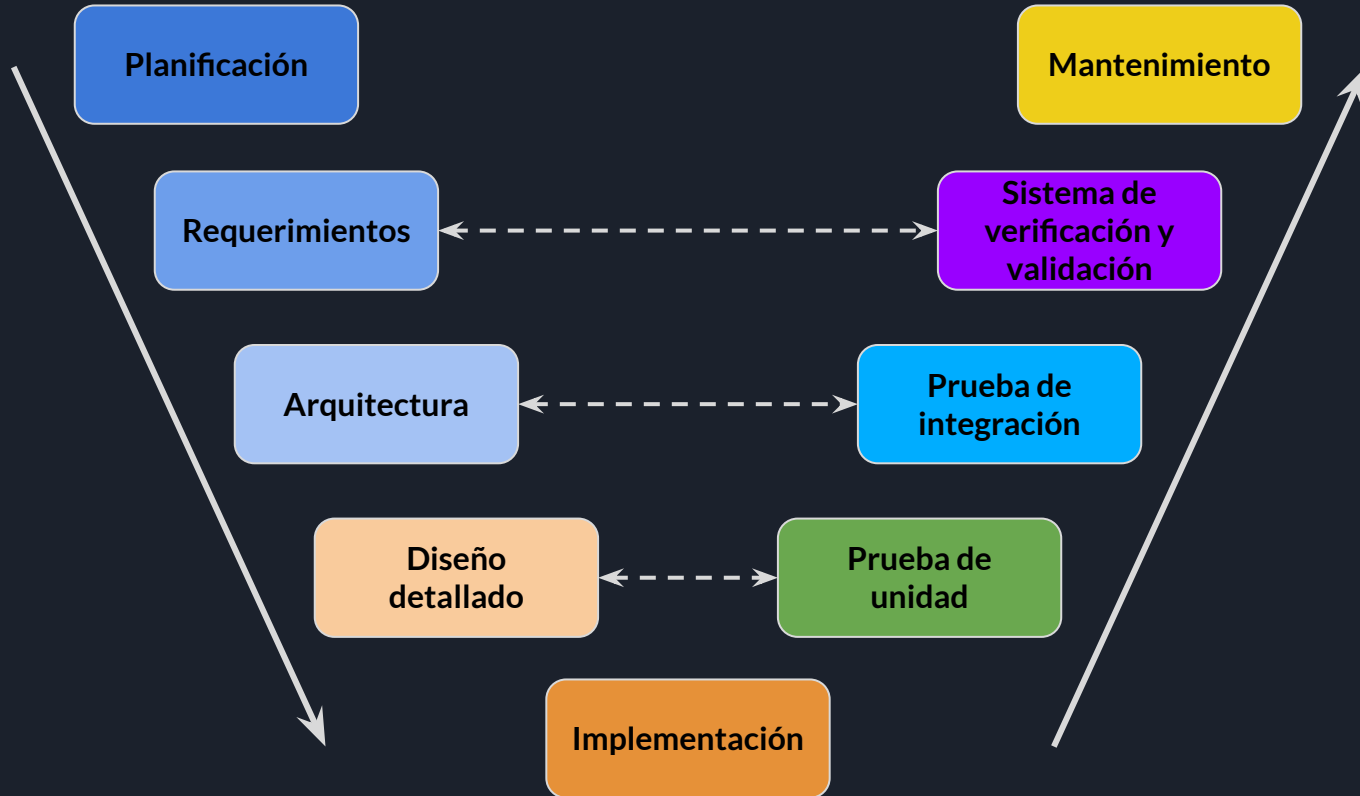 Planificación
Mantenimiento
Requerimientos
Sistema de
verificación y
validación
Arquitectura
Prueba de
integración
Diseño
detallado
Prueba de
unidad
Implementación